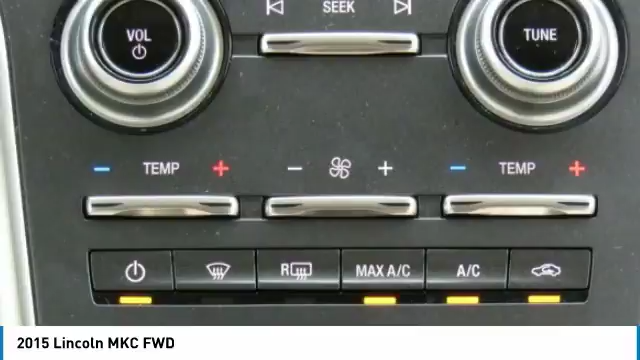 VOL
SEEK
TUNE
− TEMP +
− +
− TEMP +
R
MAX A/C
A/C
2015 Lincoln MKC FWD